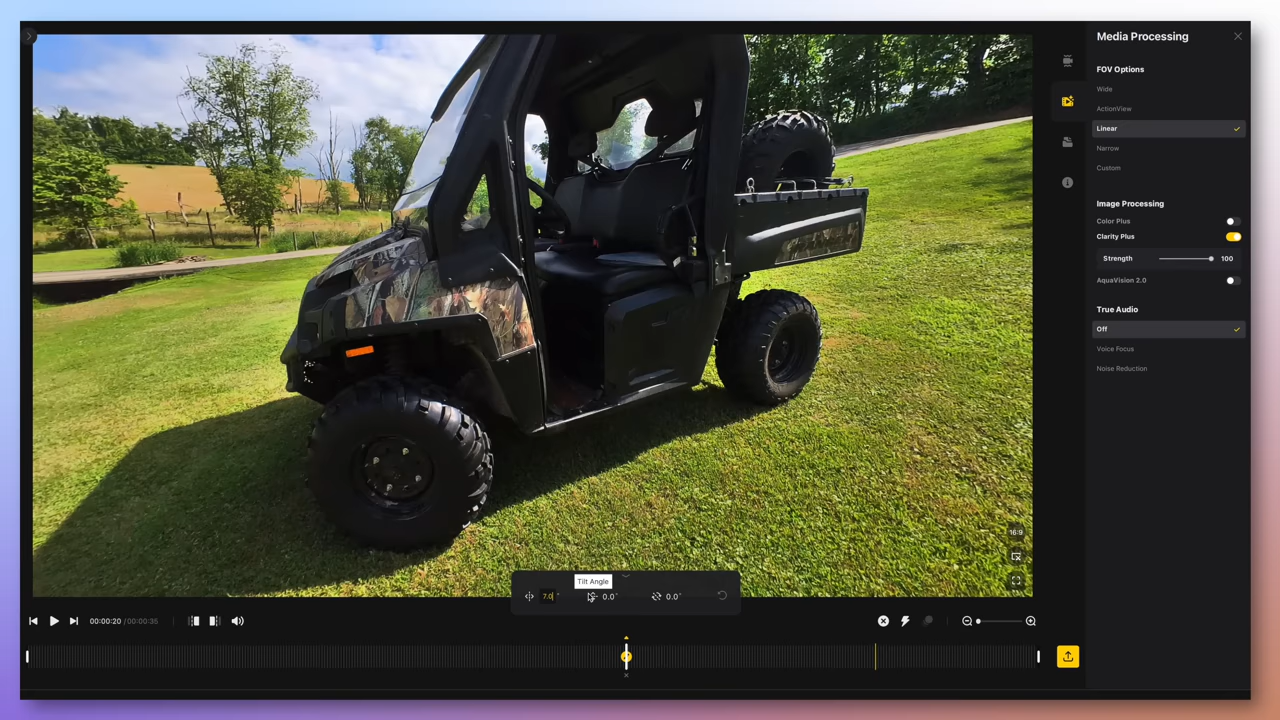 Media Processing
FOV Options
Wide
ActionView
Linear
Narrow
Custom
Image Processing
Color Plus
Clarity Plus
Strength 100
AquaVision 2.0
True Audio
Off
Voice Focus
Noise Reduction
16:9
Tilt Angle
7.0° 0.0° 0.0°
00:00:20 / 00:00:35